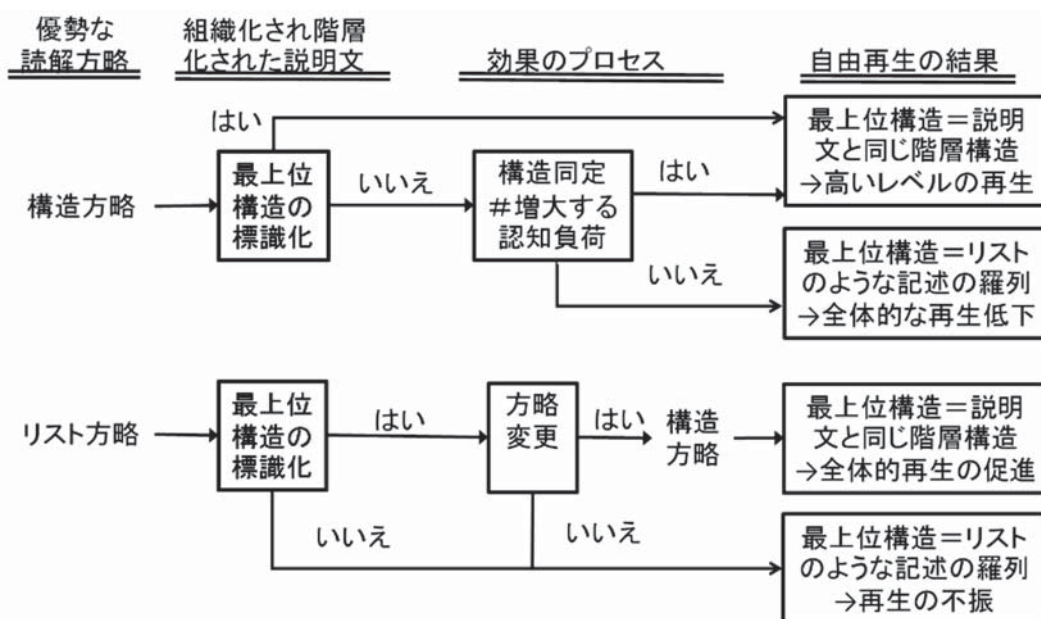 優勢な
読解方略
組織化され階層
化された説明文
効果のプロセス
自由再生の結果
構造方略
はい
最上位
構造の
標識化
いいえ
構造同定
＃増大する
認知負荷
はい
いいえ
最上位構造＝説明
文と同じ階層構造
→高いレベルの再生
最上位構造＝リスト
のような記述の羅列
→全体的な再生低下
リスト方略
最上位
構造の
標識化
はい
いいえ
方略
変更
はい
いいえ
構造
方略
最上位構造＝説明
文と同じ階層構造
→全体的再生の促進
最上位構造＝リスト
のような記述の羅列
→再生の不振